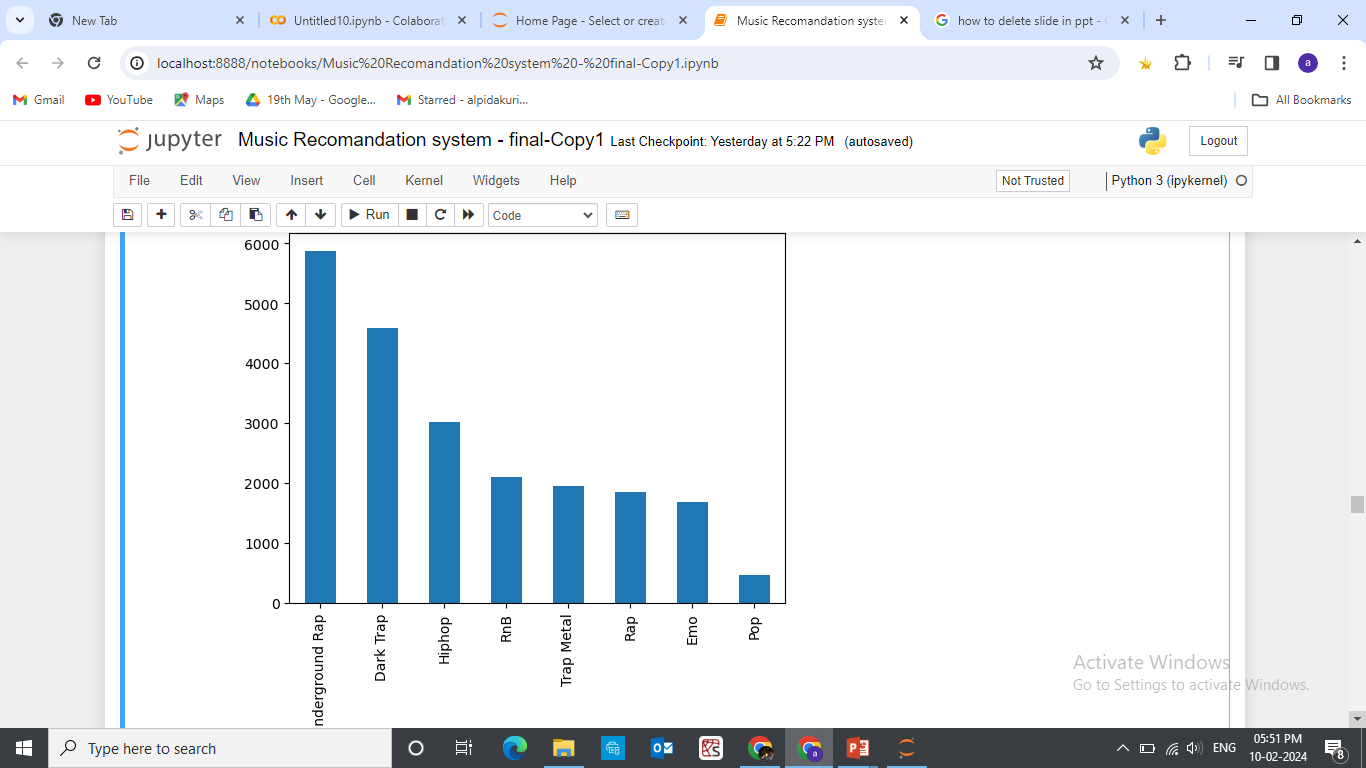 New Tab
Untitled10.ipynb - Colaborat
Home Page - Select or creat
Music Recomandation syste
how to delete slide in ppt -
localhost:8888/notebooks/Music%20Recomandation%20system%20-%20final-Copy1.ipynb
a
Gmail
YouTube
Maps
19th May - Google...
Starred - alpidakuri...
All Bookmarks
jupyter
Music Recomandation system - final-Copy1
Last Checkpoint: Yesterday at 5:22 PM (autosaved)
Logout
File
Edit
View
Insert
Cell
Kernel
Widgets
Help
Not Trusted
Python 3 (ipykernel)
Run
Code
6000
5000
4000
3000
2000
1000
0
nderground Rap
Dark Trap
Hiphop
RnB
Trap Metal
Rap
Emo
Pop
Activate Windows
Go to Settings to activate Windows.
Type here to search
a
ENG
05:51 PM
10-02-2024
8